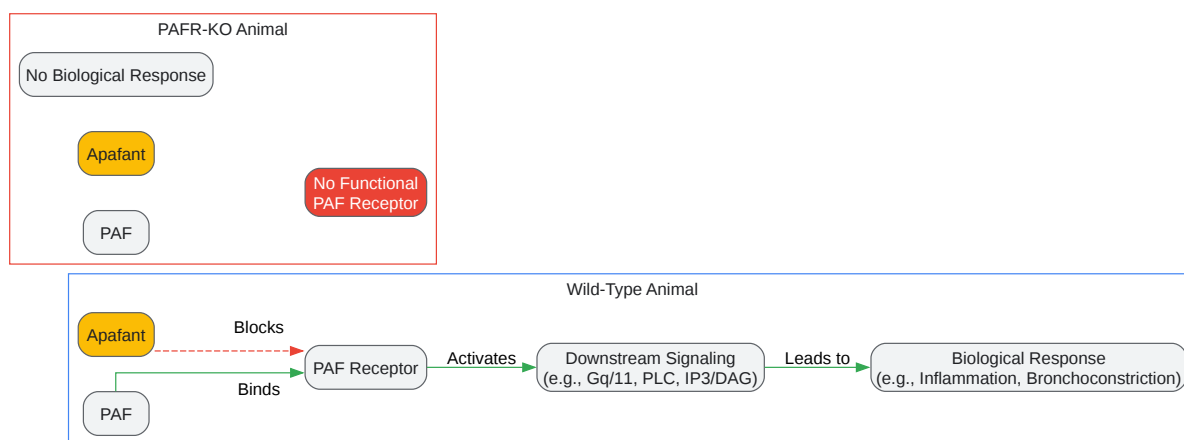 PAFR-KO Animal
No Biological Response
Apafant
No Functional
PAF Receptor
PAF
Wild-Type Animal
Apafant
Blocks
PAF Receptor
Activates
Downstream Signaling
(e.g., Gq/11, PLC, IP3/DAG)
Leads to
Biological Response
(e.g., Inflammation, Bronchoconstriction)
Binds
PAF